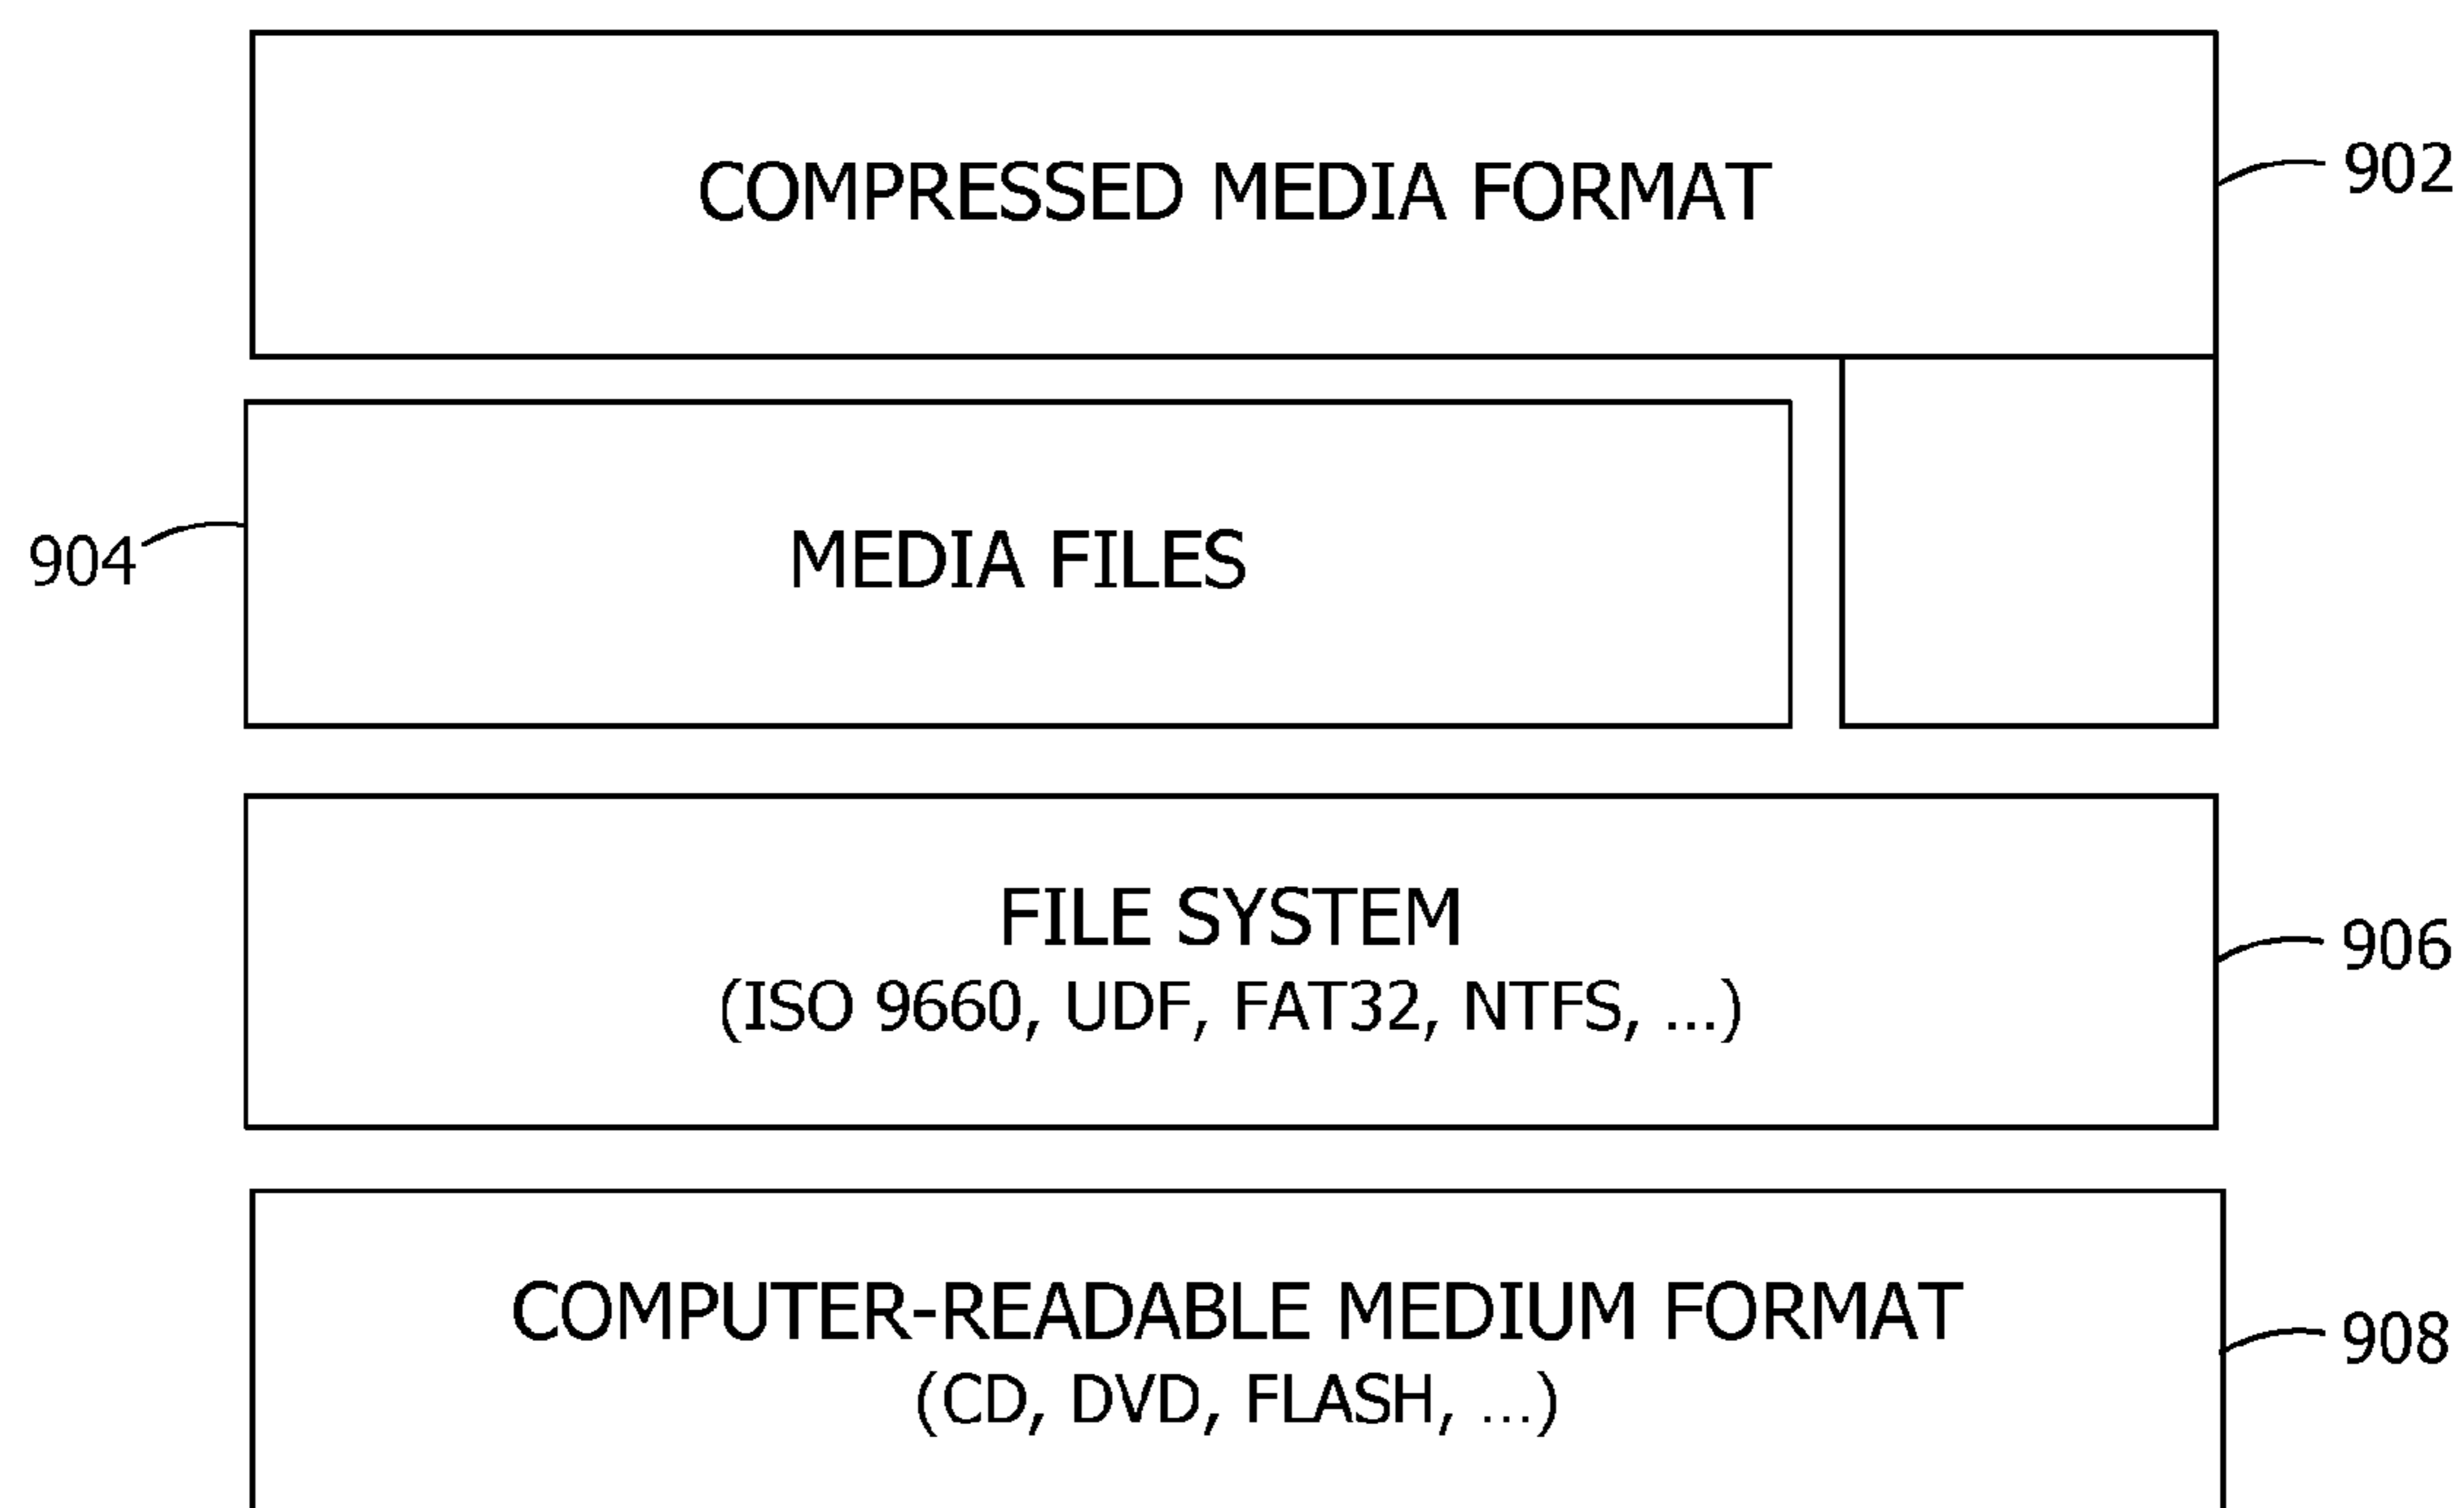 COMPRESSED MEDIA FORMAT
902
MEDIA FILES
904
FILE SYSTEM
(ISO 9660, UDF, FAT32, NTFS, ...)
906
COMPUTER-READABLE MEDIUM FORMAT
(CD, DVD, FLASH, ...)
908